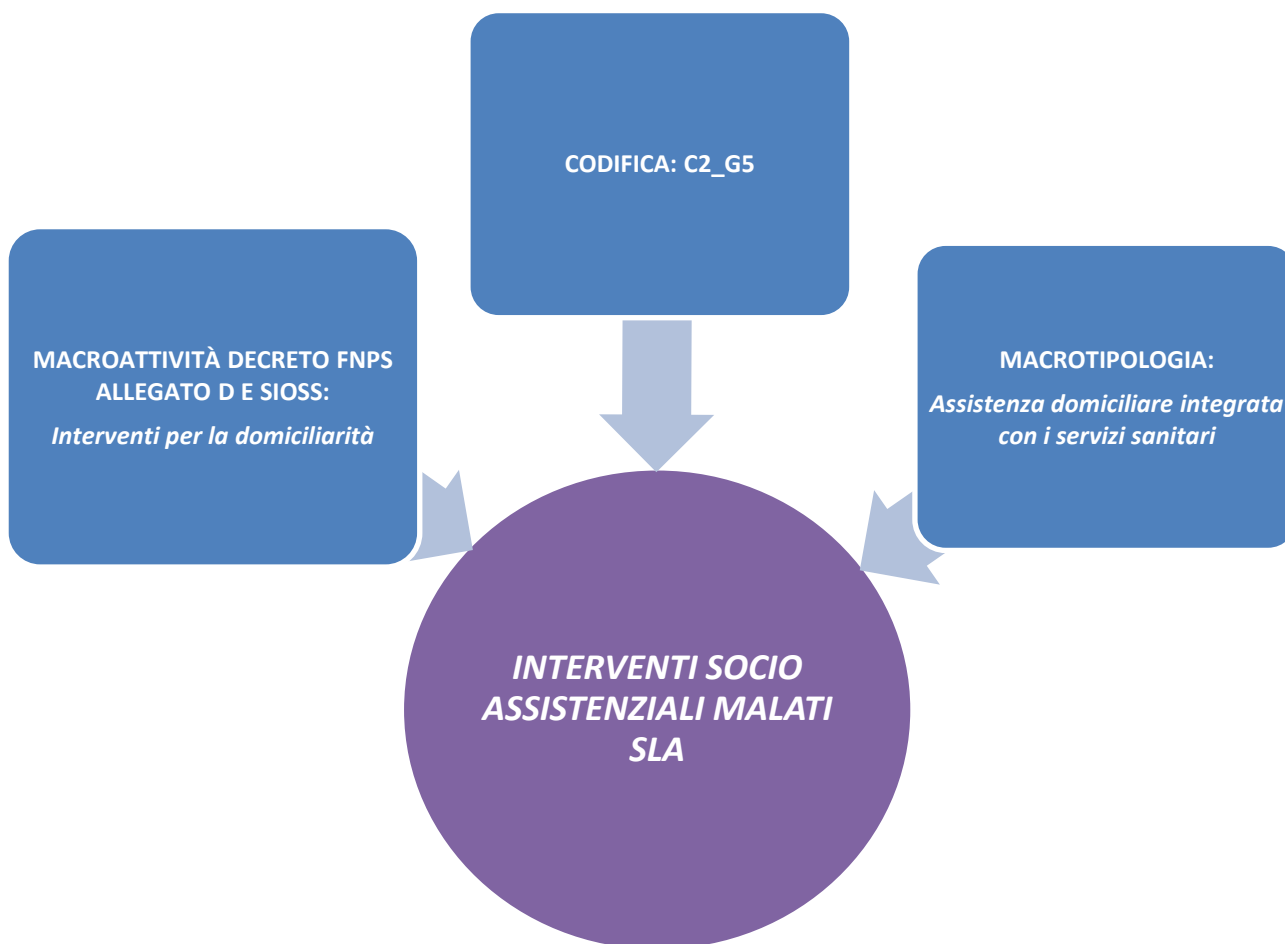 CODIFICA: C2_G5
MACROATTIVITÀ DECRETO FNPS
ALLEGATO D E SIOSS:
Interventi per la domiciliarità
MACROTIPOLOGIA:
Assistenza domiciliare integrata
con i servizi sanitari
INTERVENTI SOCIO
ASSISTENZIALI MALATI
SLA